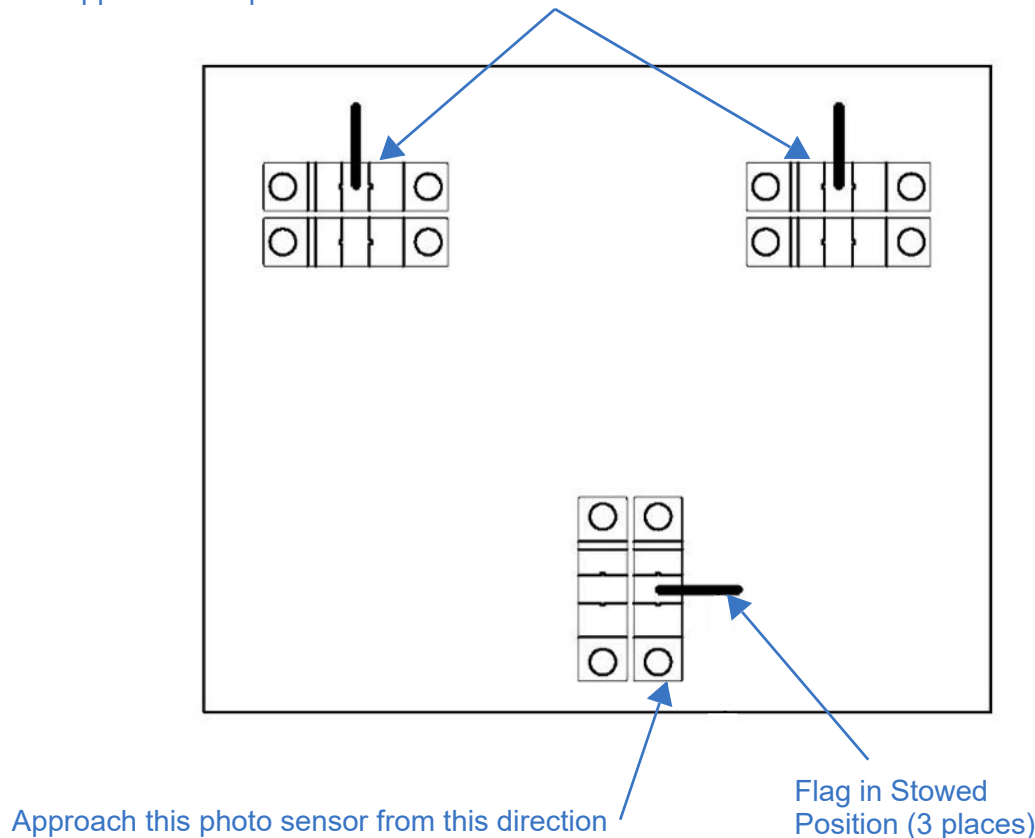 Approach this photo sensor from this direction
Flag in Stowed
Position (3 places)